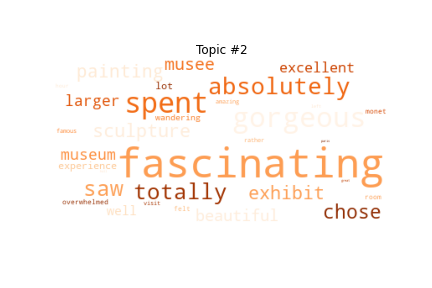 Topic #2
musee
painting
excellent
lot
absolutely
larger
spent
amazing
wandering
gorgeous
monet
famous
sculpture
rather
museum
fascinating
experience
saw
totally
exhibit
overwhelmed
visit
room
well
felt
beautiful
chose